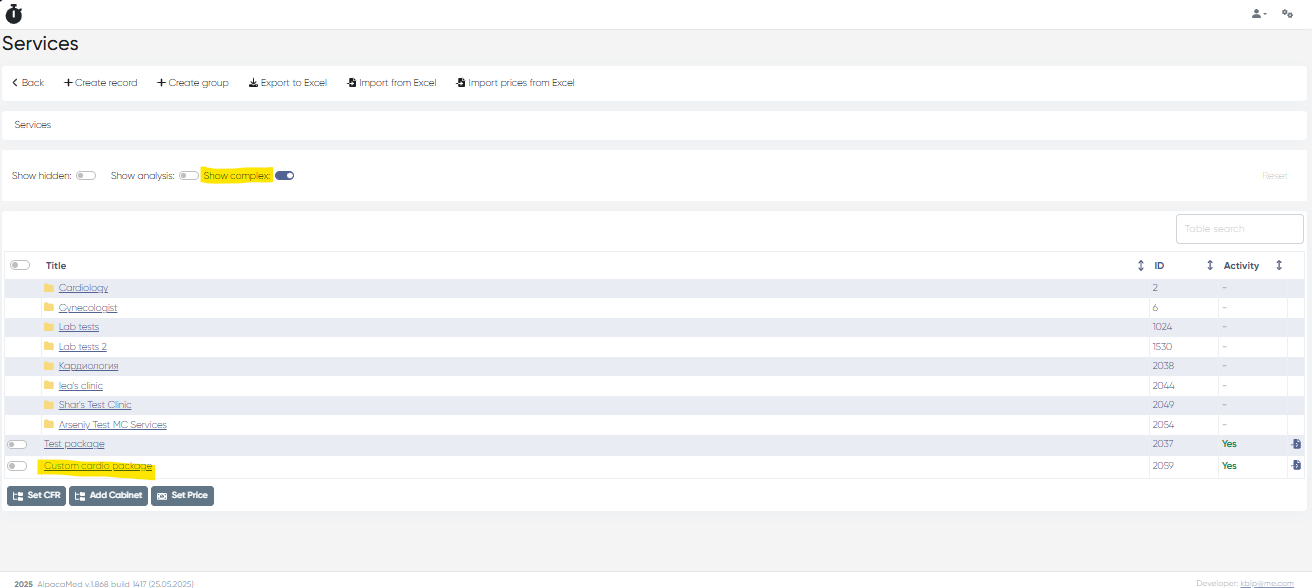 Services
Back Create record Create group Export to Excel Import from Excel Import prices from Excel
Services
Show hidden: Show analysis: Show complex: Reset
Table search
Title ID Activity
Cardiology 2 -
Gynecologist 6 -
Lab tests 1024 -
Lab tests 2 1530 -
Кардиология 2038 -
lea's clinic 2044 -
Shar's Test Clinic 2049 -
Arseniy Test MC Services 2054 -
Test package 2037 Yes
Custom cardio package 2059 Yes
Set CFR Add Cabinet Set Price
2025 AlpacaMed v.1.868 build 1417 (25.05.2025) Developer: kblp@me.com